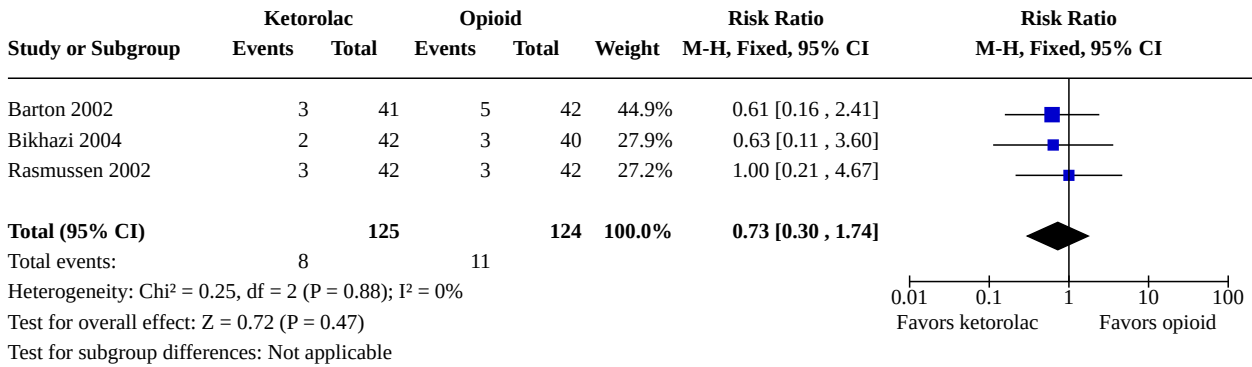 Ketorolac Opioid Risk Ratio Risk Ratio
Study or Subgroup Events Total Events Total Weight M-H, Fixed, 95% CI M-H, Fixed, 95% CI
Barton 2002 3 41 5 42 44.9% 0.61 [0.16 , 2.41]
Bikhazi 2004 2 42 3 40 27.9% 0.63 [0.11 , 3.60]
Rasmussen 2002 3 42 3 42 27.2% 1.00 [0.21 , 4.67]
Total (95% CI) 125 124 100.0% 0.73 [0.30 , 1.74]
Total events: 8 11
Heterogeneity: Chi² = 0.25, df = 2 (P = 0.88); I² = 0%
Test for overall effect: Z = 0.72 (P = 0.47)
Test for subgroup differences: Not applicable
0.01 0.1 1 10 100
Favors ketorolac Favors opioid